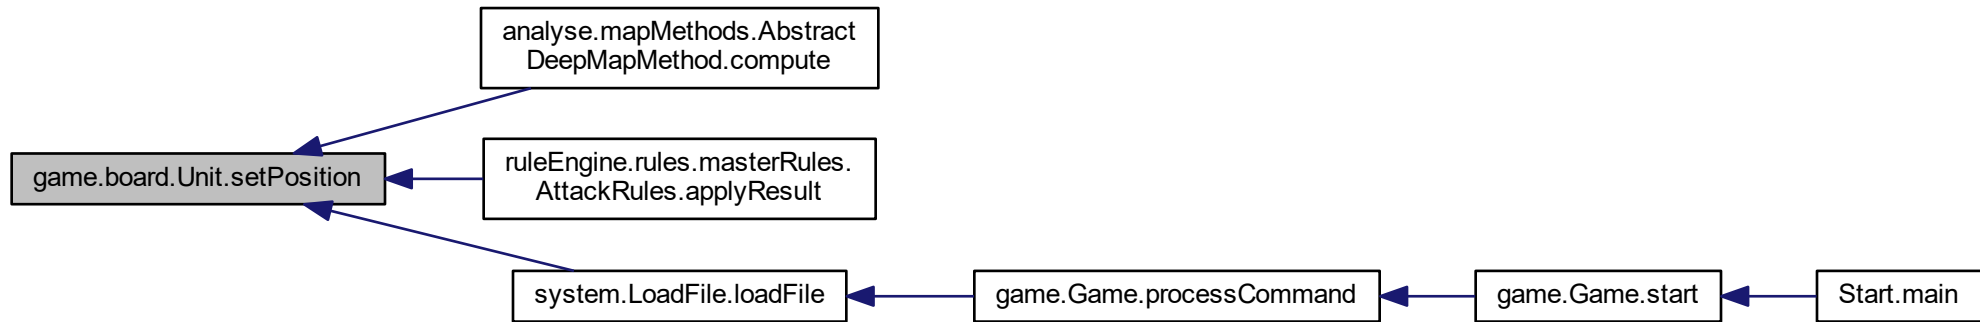 analyse.mapMethods.Abstract
DeepMapMethod.compute
game.board.Unit.setPosition
ruleEngine.rules.masterRules.
AttackRules.applyResult
system.LoadFile.loadFile
game.Game.processCommand
game.Game.start
Start.main